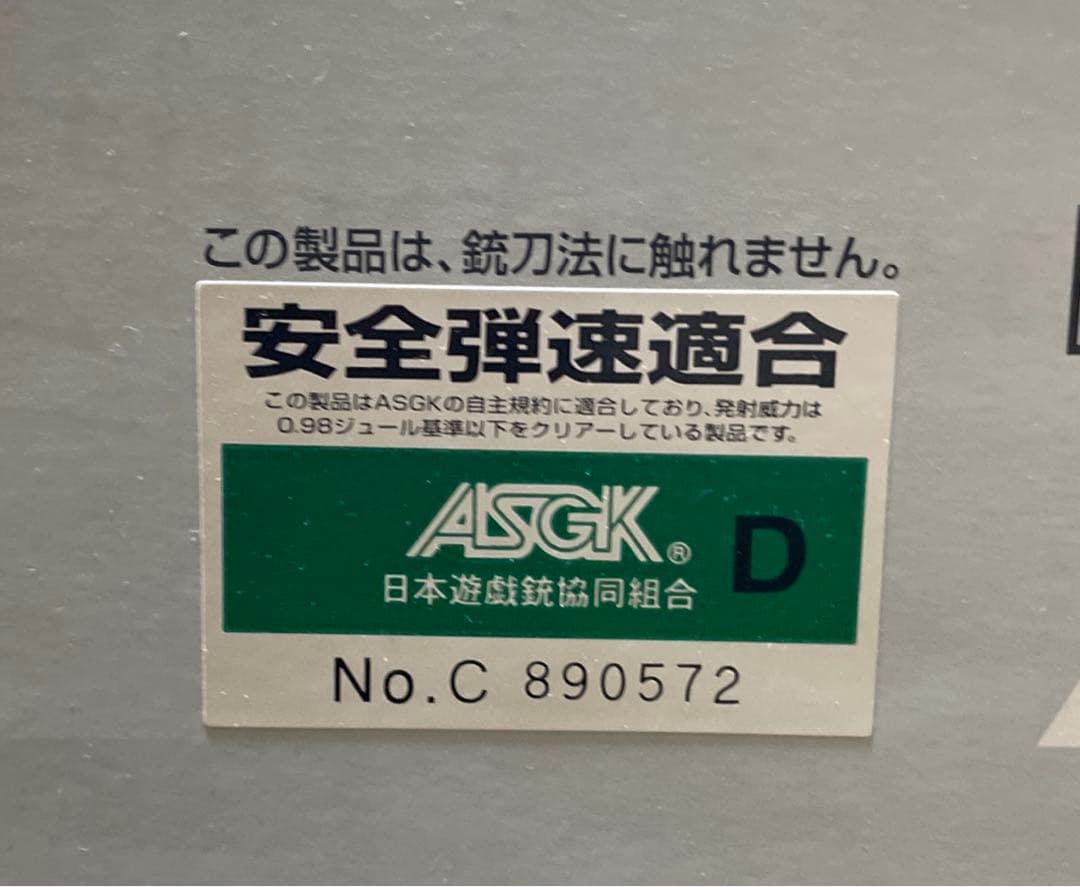 この製品は、銃刀法に触れません。
安全弾速適合
この製品はASGKの自主規約に適合しており、発射威力は
0.98ジュール基準以下をクリアーしている製品です。
ASGK® D
日本遊戯銃協同組合
No.C 890572